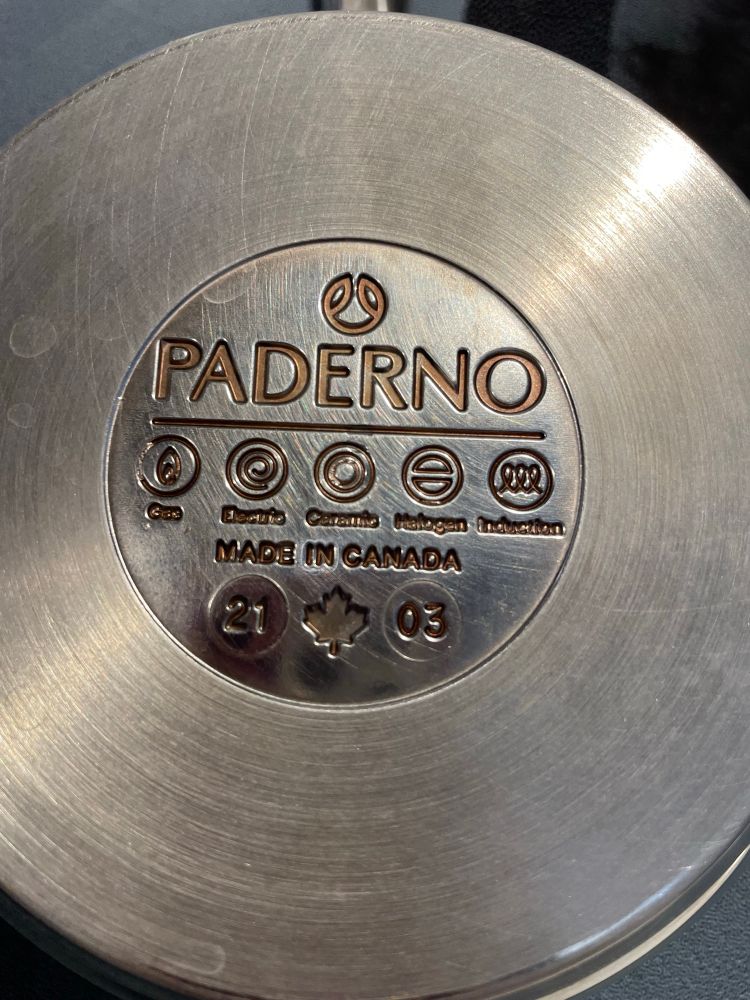 PADERNO
Gas Electric Ceramic Halogen Induction
MADE IN CANADA
21 03